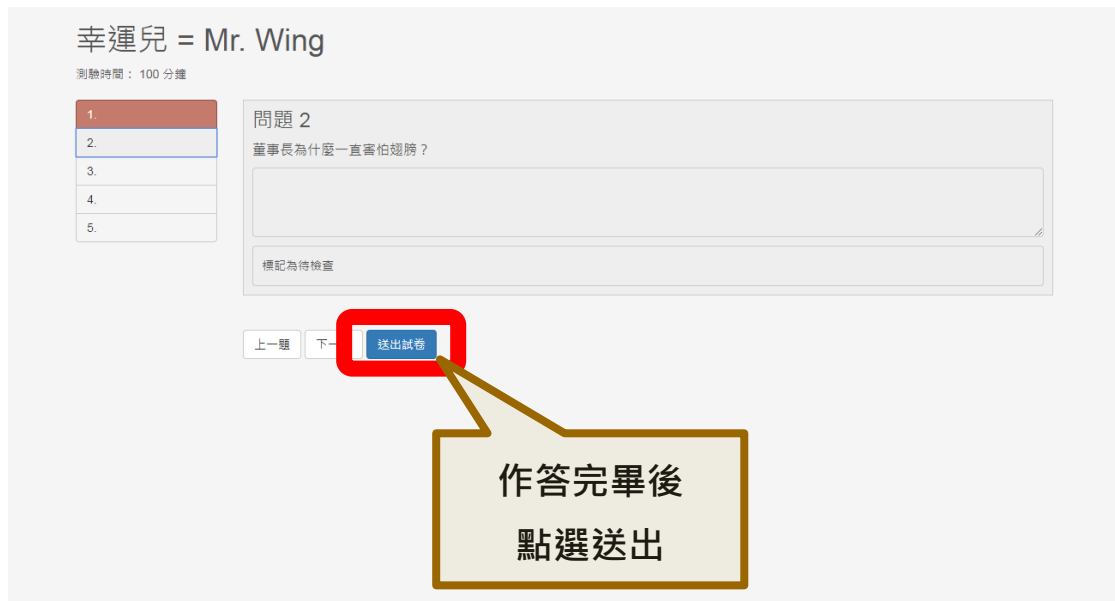 幸運兒 = Mr. Wing
測驗時間： 100 分鐘
1.
2.
3.
4.
5.
問題 2
董事長為什麼一直害怕翅膀？
標記為待檢查
上一題
下一
送出試卷
作答完畢後
點選送出